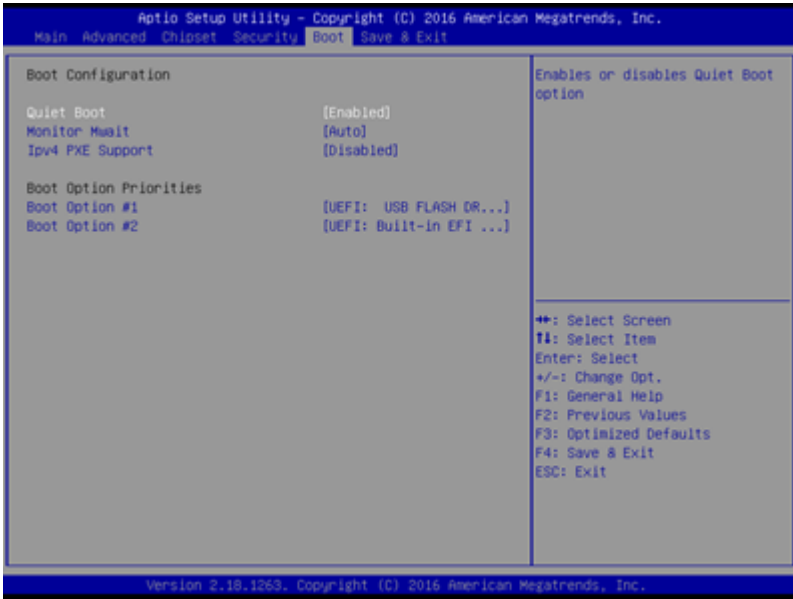 Aptio Setup Utility – Copyright (C) 2016 American Megatrends, Inc.
Main Advanced Chipset Security Boot Save & Exit
Boot Configuration
Quiet Boot [Enabled]
Monitor Mwait [Auto]
Ipv4 PXE Support [Disabled]
Boot Option Priorities
Boot Option #1 [UEFI: USB FLASH DR...]
Boot Option #2 [UEFI: Built-in EFI ...]
Enables or disables Quiet Boot
option
→←: Select Screen
↑↓: Select Item
Enter: Select
+/-: Change Opt.
F1: General Help
F2: Previous Values
F3: Optimized Defaults
F4: Save & Exit
ESC: Exit
Version 2.18.1263. Copyright (C) 2016 American Megatrends, Inc.